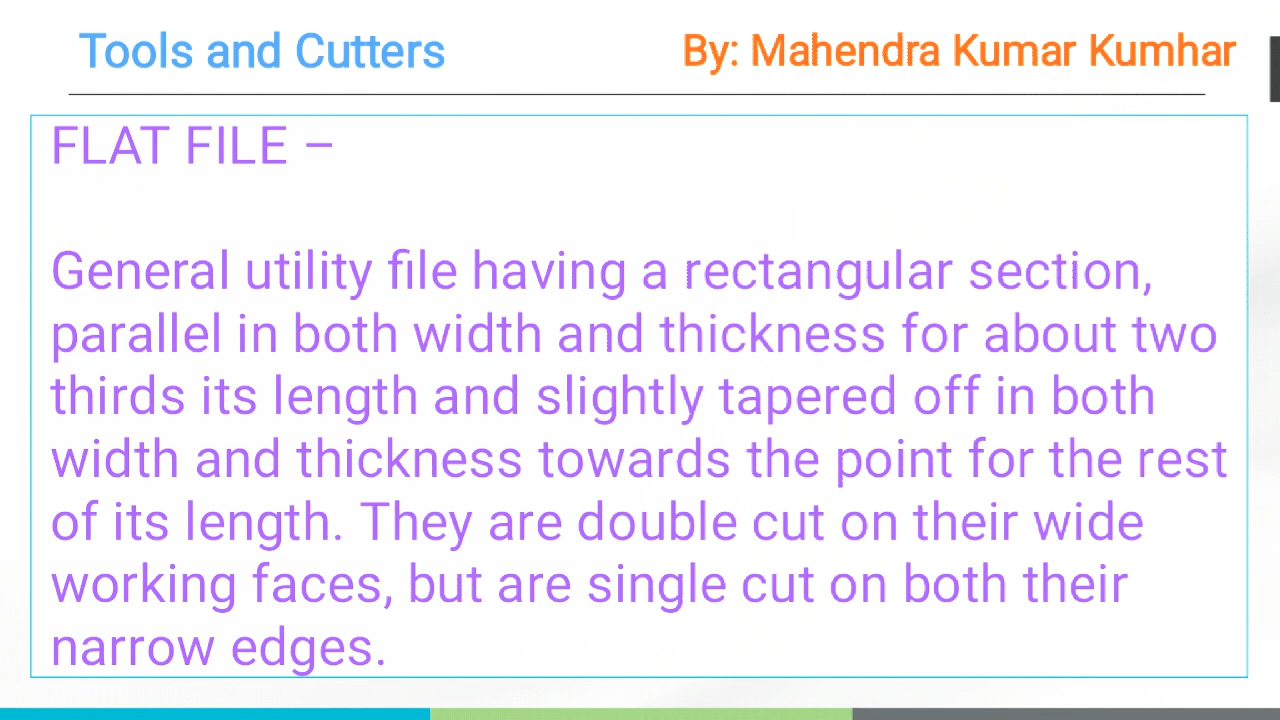 Tools and Cutters
By: Mahendra Kumar Kumhar
FLAT FILE –
General utility file having a rectangular section,
parallel in both width and thickness for about two
thirds its length and slightly tapered off in both
width and thickness towards the point for the rest
of its length. They are double cut on their wide
working faces, but are single cut on both their
narrow edges.